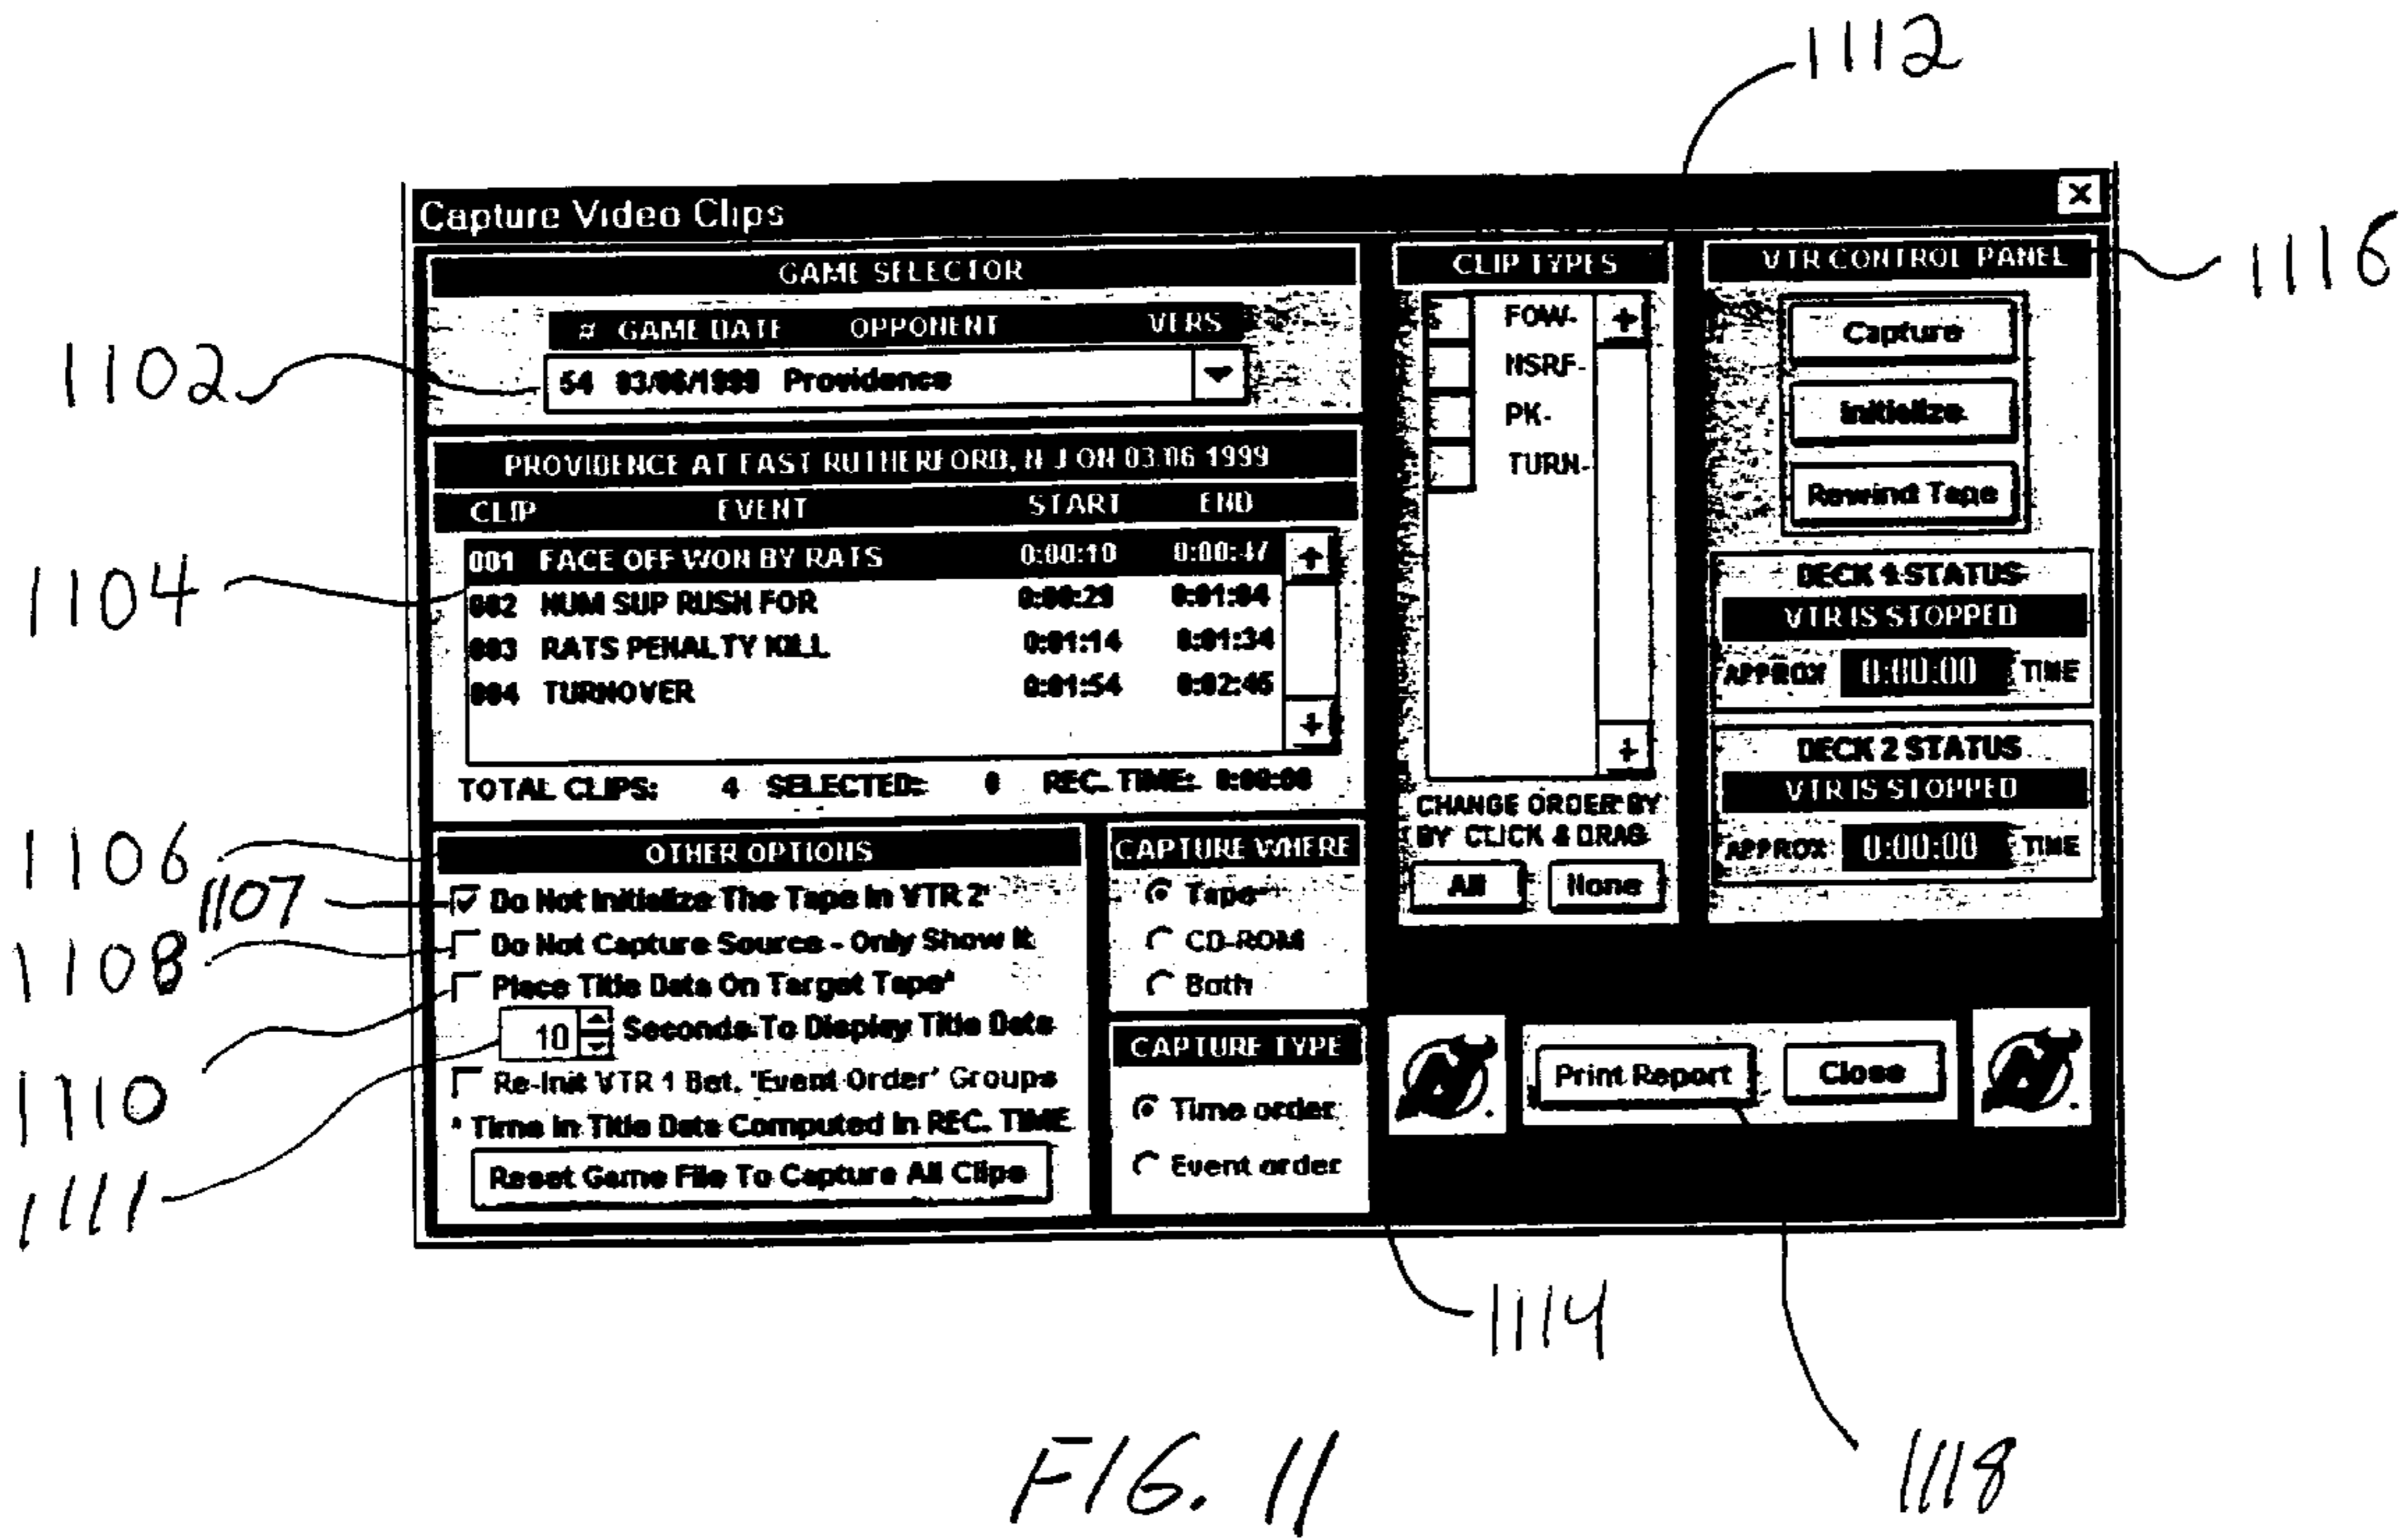 1112
Capture Video Clips X
1116
GAME SELECTOR
# GAME DATE OPPONENT VERS
1102
54 03/06/1999 Providence
PROVIDENCE AT EAST RUTHERFORD, N J ON 03 06 1999
CLIP EVENT START END
1104
001 FACE OFF WON BY RATS 0:00:10 0:00:47
002 NUM SUP RUSH FOR 0:00:29 0:01:04
003 RATS PENALTY KILL 0:01:14 0:01:34
004 TURNOVER 0:01:54 0:02:46
TOTAL CLIPS: 4 SELECTED: 0 REC. TIME: 0:00:00
1106
OTHER OPTIONS
1107
Do Not Initialize The Tape In VTR 2*
1108
Do Not Capture Source - Only Show It
1110
Place Title Data On Target Tape*
1111
10 Seconds To Display Title Data
Re-Init VTR 1 Bet. 'Event Order' Groups
* Time In Title Data Computed In REC. TIME
Reset Game File To Capture All Clips
CAPTURE WHERE
Tape
CD-ROM
Both
CAPTURE TYPE
Time order
Event order
1114
CLIP TYPES
FOW-
NSRF-
PK-
TURN-
CHANGE ORDER BY
BY CLICK & DRAG
All None
VTR CONTROL PANEL
Capture
Initialize
Rewind Tape
DECK 1 STATUS
VTR IS STOPPED
APPROX 0:00:00 TIME
DECK 2 STATUS
VTR IS STOPPED
APPROX 0:00:00 TIME
Print Report Close
1118
FIG. 11